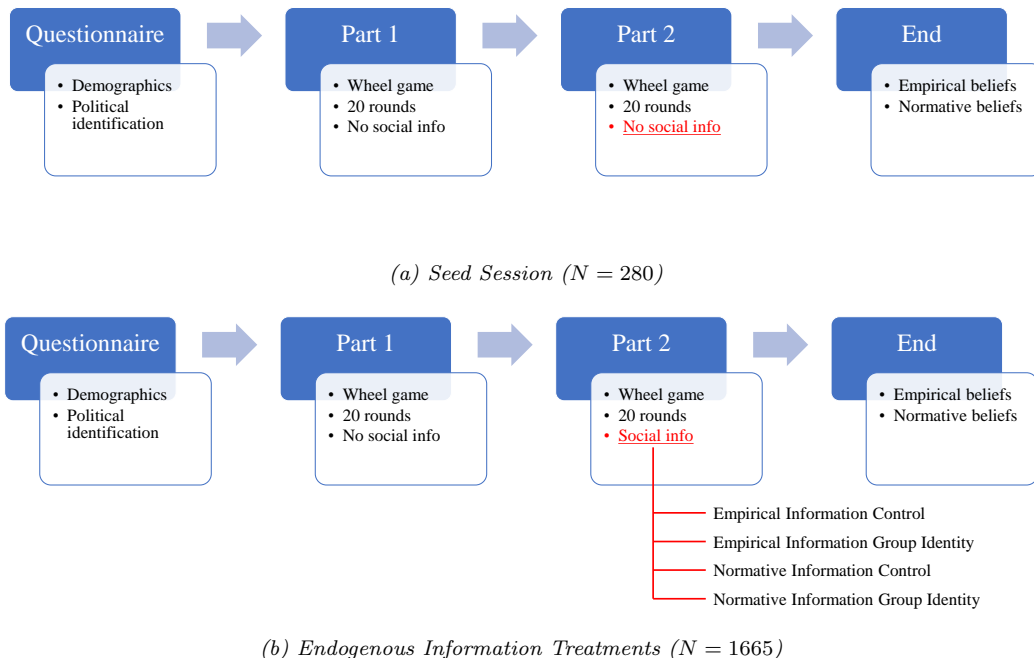 Questionnaire
• Demographics
• Political
identification
Part 1
• Wheel game
• 20 rounds
• No social info
Part 2
• Wheel game
• 20 rounds
• No social info
End
• Empirical beliefs
• Normative beliefs
(a) Seed Session (N = 280)
Questionnaire
• Demographics
• Political
identification
Part 1
• Wheel game
• 20 rounds
• No social info
Part 2
• Wheel game
• 20 rounds
• Social info
Empirical Information Control
Empirical Information Group Identity
Normative Information Control
Normative Information Group Identity
End
• Empirical beliefs
• Normative beliefs
(b) Endogenous Information Treatments (N = 1665)